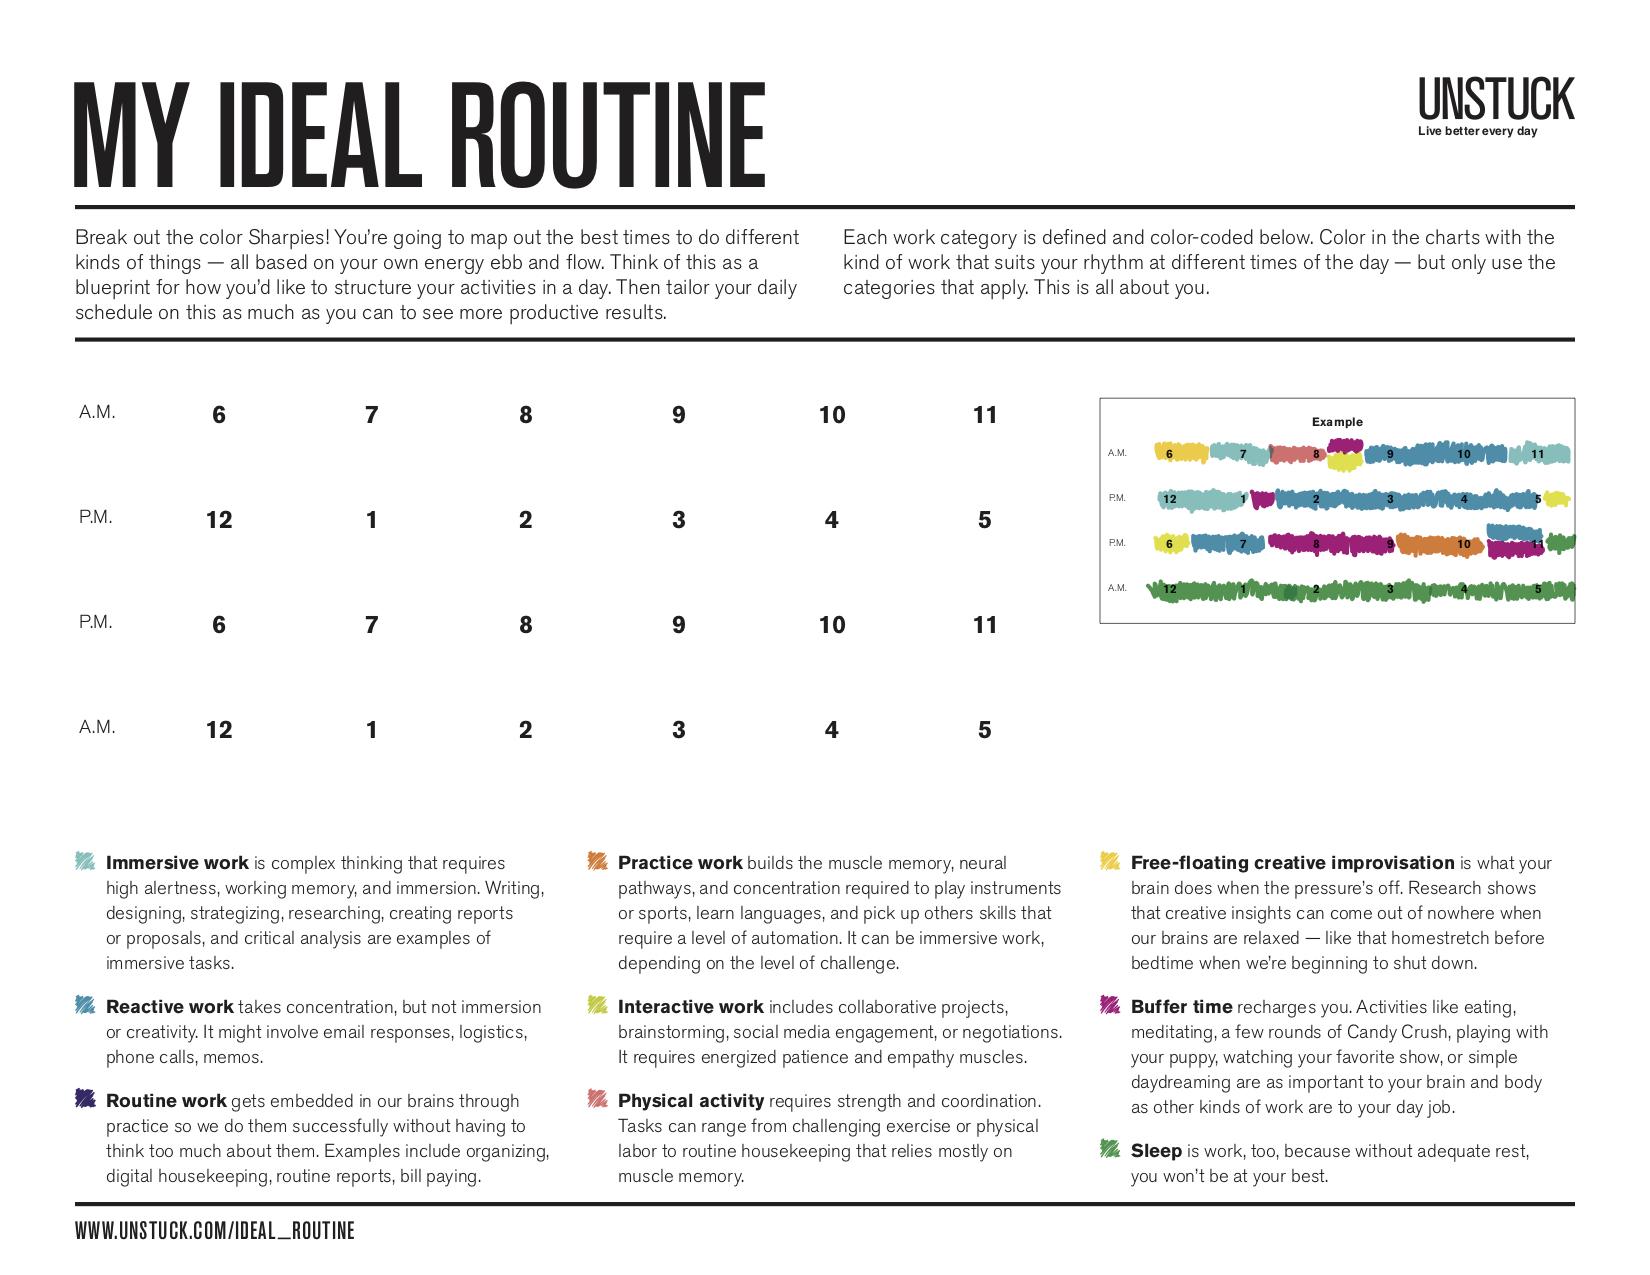 MY IDEAL ROUTINE
UNSTUCK
Live better every day
Break out the color Sharpies! You’re going to map out the best times to do different
kinds of things — all based on your own energy ebb and flow. Think of this as a
blueprint for how you’d like to structure your activities in a day. Then tailor your daily
schedule on this as much as you can to see more productive results.
Each work category is defined and color-coded below. Color in the charts with the
kind of work that suits your rhythm at different times of the day — but only use the
categories that apply. This is all about you.
A.M. 6 7 8 9 10 11
P.M. 12 1 2 3 4 5
P.M. 6 7 8 9 10 11
A.M. 12 1 2 3 4 5
Example
A.M. 6 7 8 9 10 11
P.M. 12 1 2 3 4 5
P.M. 6 7 8 9 10 11
A.M. 12 1 2 3 4 5
Immersive work is complex thinking that requires
high alertness, working memory, and immersion. Writing,
designing, strategizing, researching, creating reports
or proposals, and critical analysis are examples of
immersive tasks.
Reactive work takes concentration, but not immersion
or creativity. It might involve email responses, logistics,
phone calls, memos.
Routine work gets embedded in our brains through
practice so we do them successfully without having to
think too much about them. Examples include organizing,
digital housekeeping, routine reports, bill paying.
Practice work builds the muscle memory, neural
pathways, and concentration required to play instruments
or sports, learn languages, and pick up others skills that
require a level of automation. It can be immersive work,
depending on the level of challenge.
Interactive work includes collaborative projects,
brainstorming, social media engagement, or negotiations.
It requires energized patience and empathy muscles.
Physical activity requires strength and coordination.
Tasks can range from challenging exercise or physical
labor to routine housekeeping that relies mostly on
muscle memory.
Free-floating creative improvisation is what your
brain does when the pressure’s off. Research shows
that creative insights can come out of nowhere when
our brains are relaxed — like that homestretch before
bedtime when we’re beginning to shut down.
Buffer time recharges you. Activities like eating,
meditating, a few rounds of Candy Crush, playing with
your puppy, watching your favorite show, or simple
daydreaming are as important to your brain and body
as other kinds of work are to your day job.
Sleep is work, too, because without adequate rest,
you won’t be at your best.
WWW.UNSTUCK.COM/IDEAL_ROUTINE